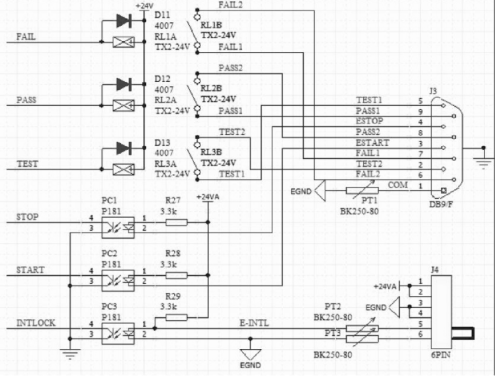 +24V
D11
4007
FAIL
RL1A
TX2-24V
FAIL2
RL1B
TX2-24V
FAIL1
D12
4007
PASS
RL2A
TX2-24V
PASS2
RL2B
TX2-24V
PASS1
D13
4007
TEST
RL3A
TX2-24V
TEST2
RL3B
TX2-24V
TEST1
J3
TEST1 5
PASS1 9
ESTOP 4
PASS2 8
ESTART 3
FAIL1 7
TEST2 2
FAIL2 6
COM 1
EGND
PT1
BK250-80
DB9/F
+24VA
STOP
PC1
P181
4 1
3 2
R27
3.3k
START
PC2
P181
4 1
3 2
R28
3.3k
R29
3.3k
INTLOCK
PC3
P181
4 1
3 2
E-INTL
EGND
J4
+24VA 1
2
EGND 3
4
PT2
BK250-80
5
PT3
6
BK250-80
6PIN